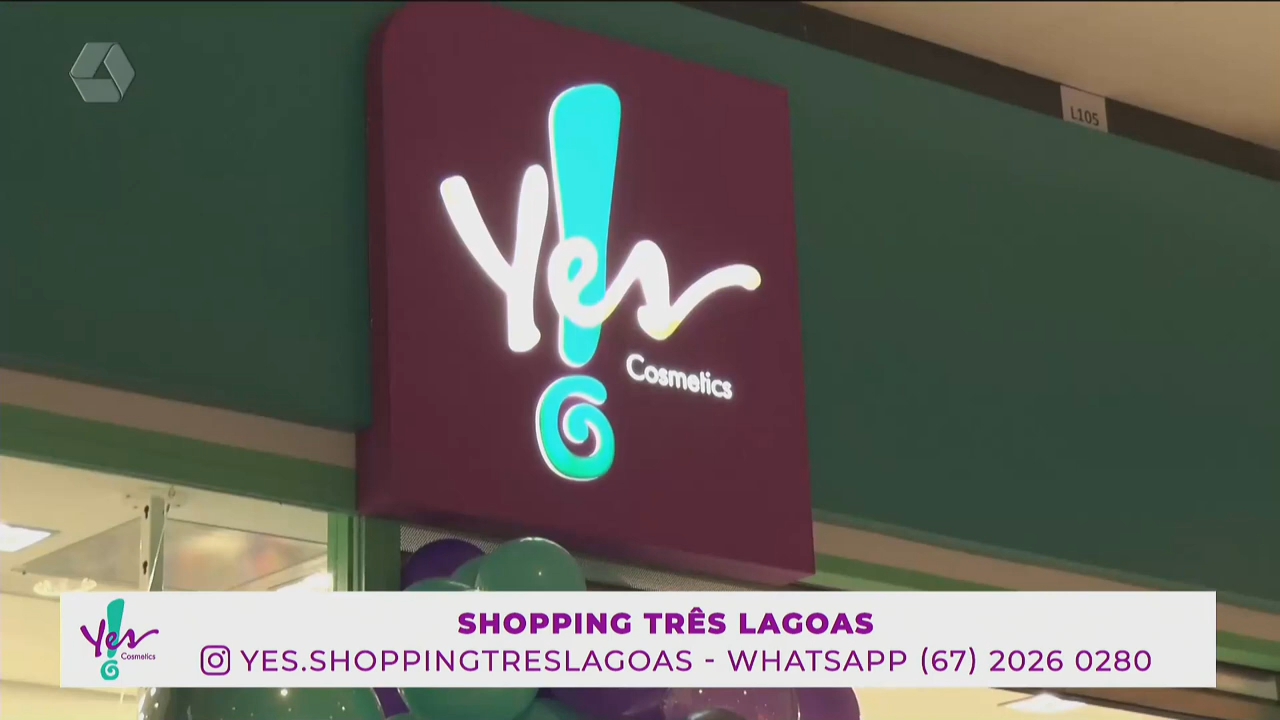 L105
Yes
Cosmetics
Yes
Cosmetics
SHOPPING TRÊS LAGOAS
YES.SHOPPINGTRESLAGOAS - WHATSAPP (67) 2026 0280